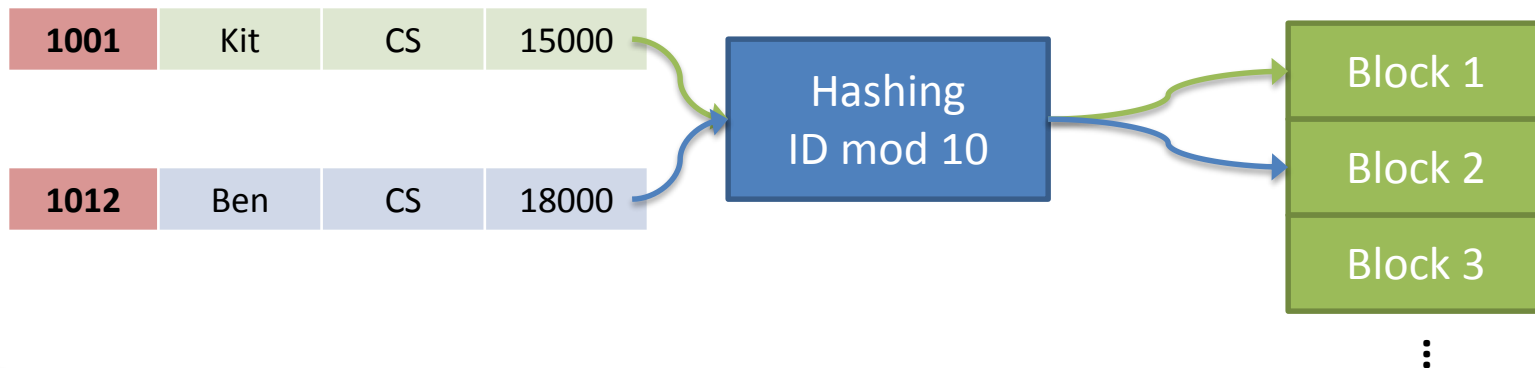 1001 Kit CS 15000
Hashing
ID mod 10
1012 Ben CS 18000
Block 1
Block 2
Block 3
⋮